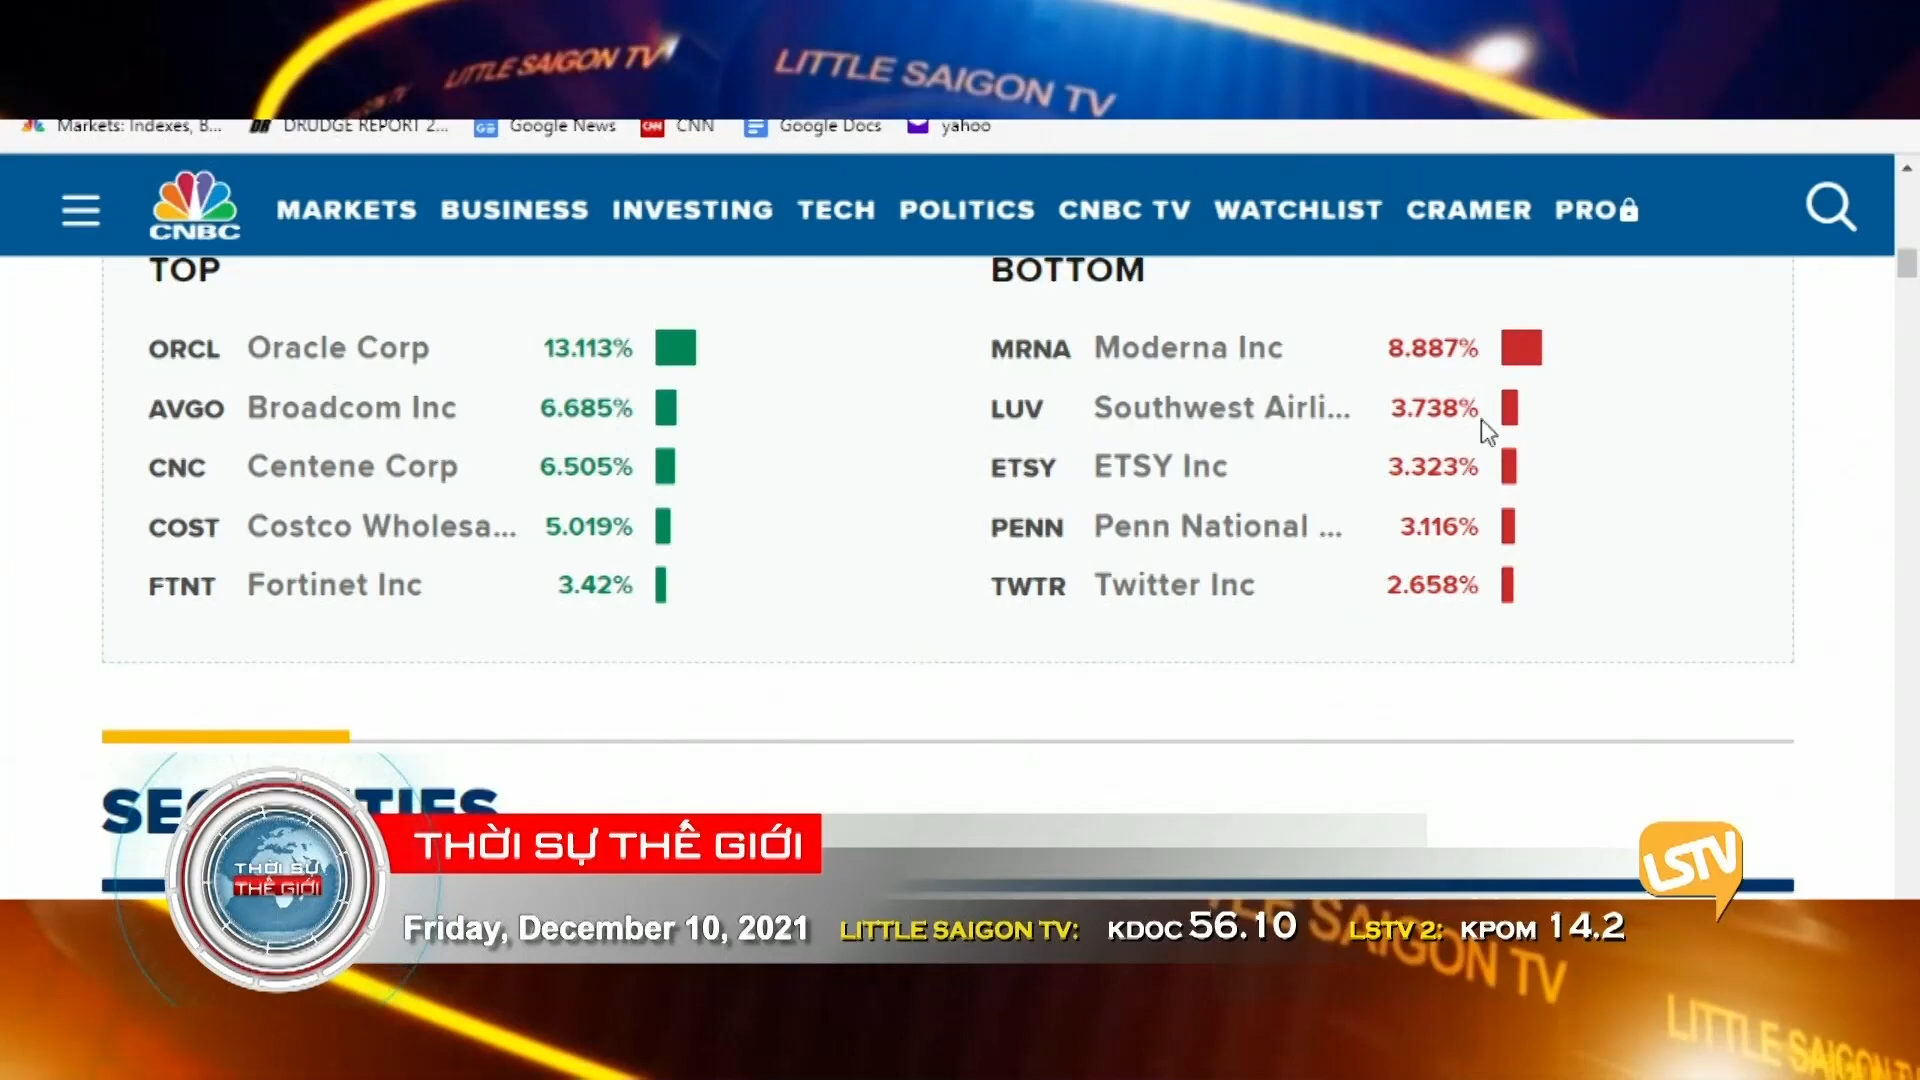 LITTLE SAIGON TV
LITTLE SAIGON TV
Markets: Indexes, B... DRUDGE REPORT 2... Google News CNN Google Docs yahoo
CNBC MARKETS BUSINESS INVESTING TECH POLITICS CNBC TV WATCHLIST CRAMER PRO
TOP
ORCL Oracle Corp 13.113%
AVGO Broadcom Inc 6.685%
CNC Centene Corp 6.505%
COST Costco Wholesa... 5.019%
FTNT Fortinet Inc 3.42%
BOTTOM
MRNA Moderna Inc 8.887%
LUV Southwest Airli... 3.738%
ETSY ETSY Inc 3.323%
PENN Penn National ... 3.116%
TWTR Twitter Inc 2.658%
THỜI SỰ THẾ GIỚI
THỜI SỰ
THẾ GIỚI
LSTV
Friday, December 10, 2021 LITTLE SAIGON TV: KDOC 56.10 LSTV 2: KPOM 14.2
SAIGON TV
LITTLE SAIGON TV